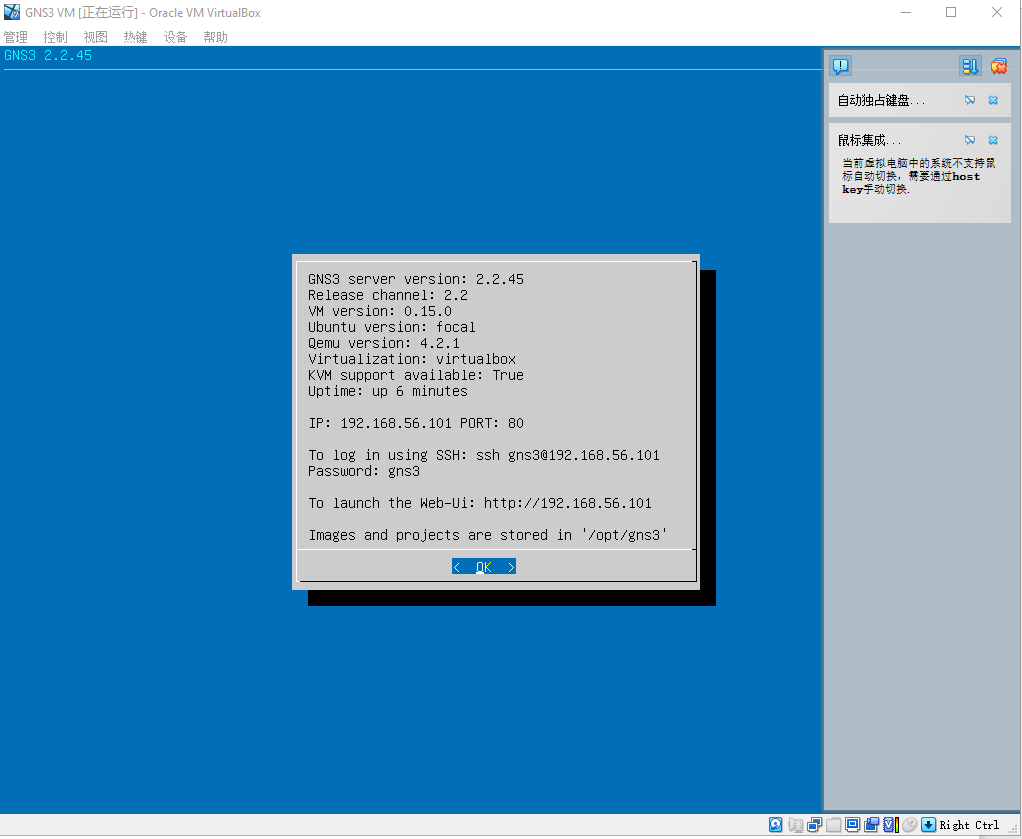 GNS3 VM [正在运行] - Oracle VM VirtualBox
管理 控制 视图 热键 设备 帮助
GNS3 2.2.45
自动独占键盘...
鼠标集成...
当前虚拟电脑中的系统不支持鼠
标自动切换，需要通过host
key手动切换.
GNS3 server version: 2.2.45
Release channel: 2.2
VM version: 0.15.0
Ubuntu version: focal
Qemu version: 4.2.1
Virtualization: virtualbox
KVM support available: True
Uptime: up 6 minutes
IP: 192.168.56.101 PORT: 80
To log in using SSH: ssh gns3@192.168.56.101
Password: gns3
To launch the Web-Ui: http://192.168.56.101
Images and projects are stored in '/opt/gns3'
< OK >
Right Ctrl